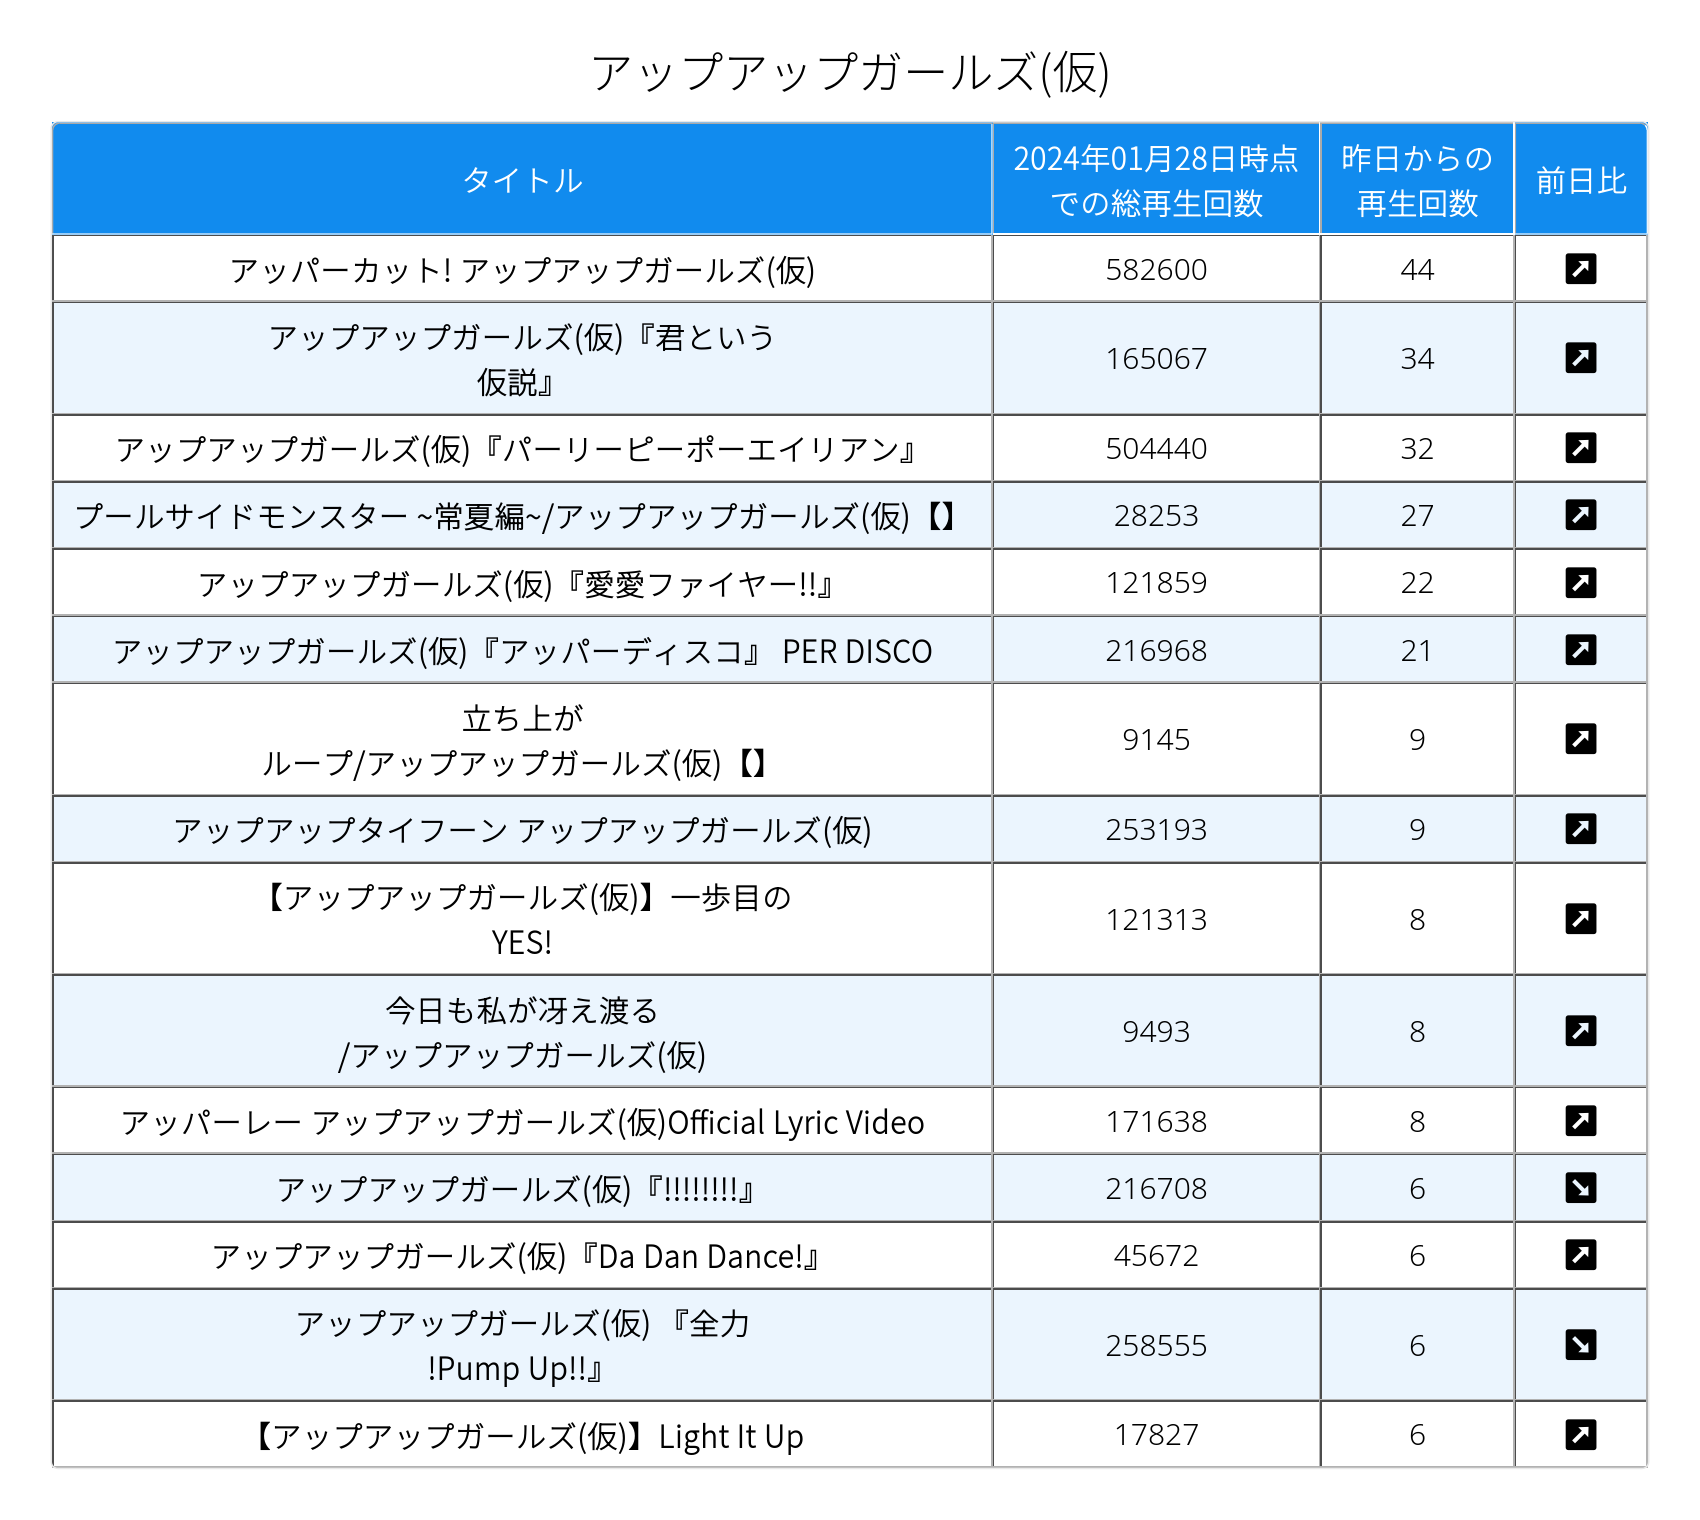 アップアップガールズ(仮)
タイトル
2024年01月28日時点
での総再生回数
昨日からの
再生回数
前日比
アッパーカット! アップアップガールズ(仮)
582600
44
アップアップガールズ(仮)『君という
仮説』
165067
34
アップアップガールズ(仮)『パーリーピーポーエイリアン』
504440
32
プールサイドモンスター ~常夏編~/アップアップガールズ(仮)【】
28253
27
アップアップガールズ(仮)『愛愛ファイヤー!!』
121859
22
アップアップガールズ(仮)『アッパーディスコ』 PER DISCO
216968
21
立ち上が
ループ/アップアップガールズ(仮)【】
9145
9
アップアップタイフーン アップアップガールズ(仮)
253193
9
【アップアップガールズ(仮)】一歩目の
YES!
121313
8
今日も私が冴え渡る
/アップアップガールズ(仮)
9493
8
アッパーレー アップアップガールズ(仮)Official Lyric Video
171638
8
アップアップガールズ(仮)『!!!!!!!!』
216708
6
アップアップガールズ(仮)『Da Dan Dance!』
45672
6
アップアップガールズ(仮) 『全力
!Pump Up!!』
258555
6
【アップアップガールズ(仮)】Light It Up
17827
6